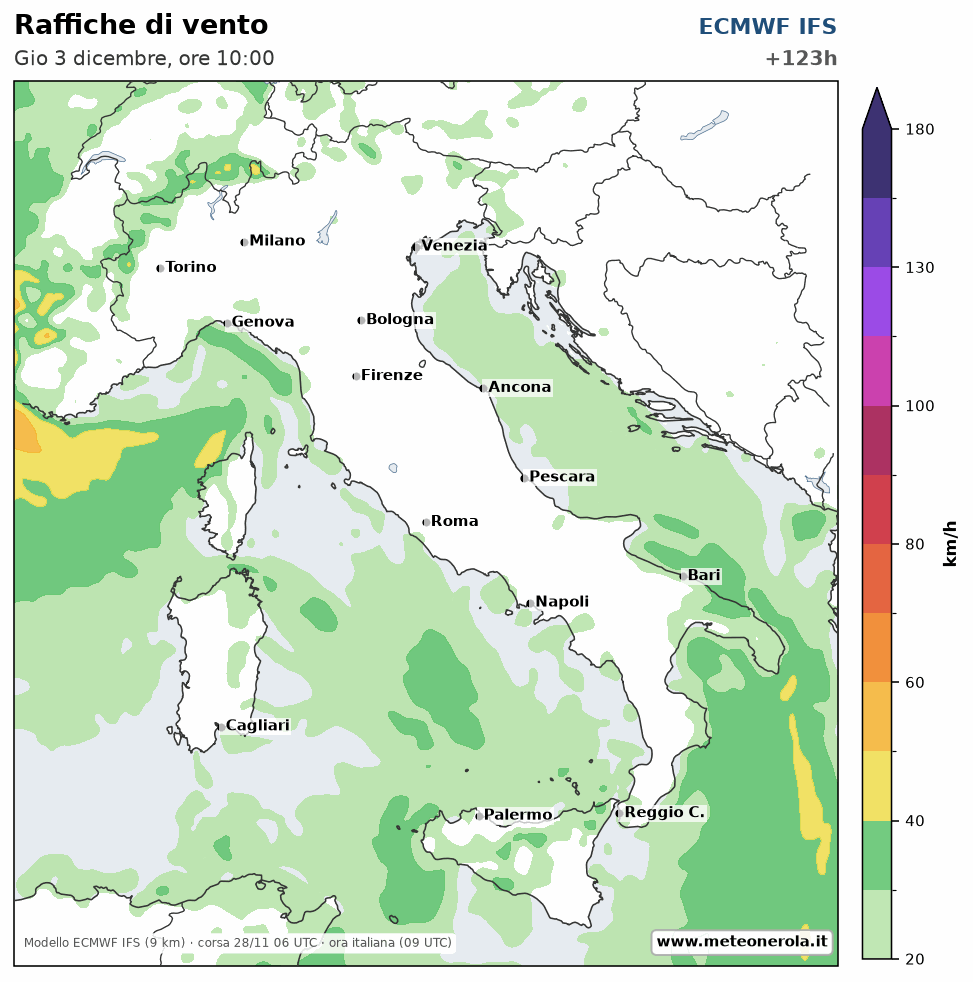 Raffiche di vento
ECMWF IFS
Gio 3 dicembre, ore 10:00
+123h
180
130
100
80
60
40
20
km/h
Milano
Venezia
Torino
Genova
Bologna
Firenze
Ancona
Pescara
Roma
Bari
Napoli
Cagliari
Palermo
Reggio C.
Modello ECMWF IFS (9 km) · corsa 28/11 06 UTC · ora italiana (09 UTC)
www.meteonerola.it